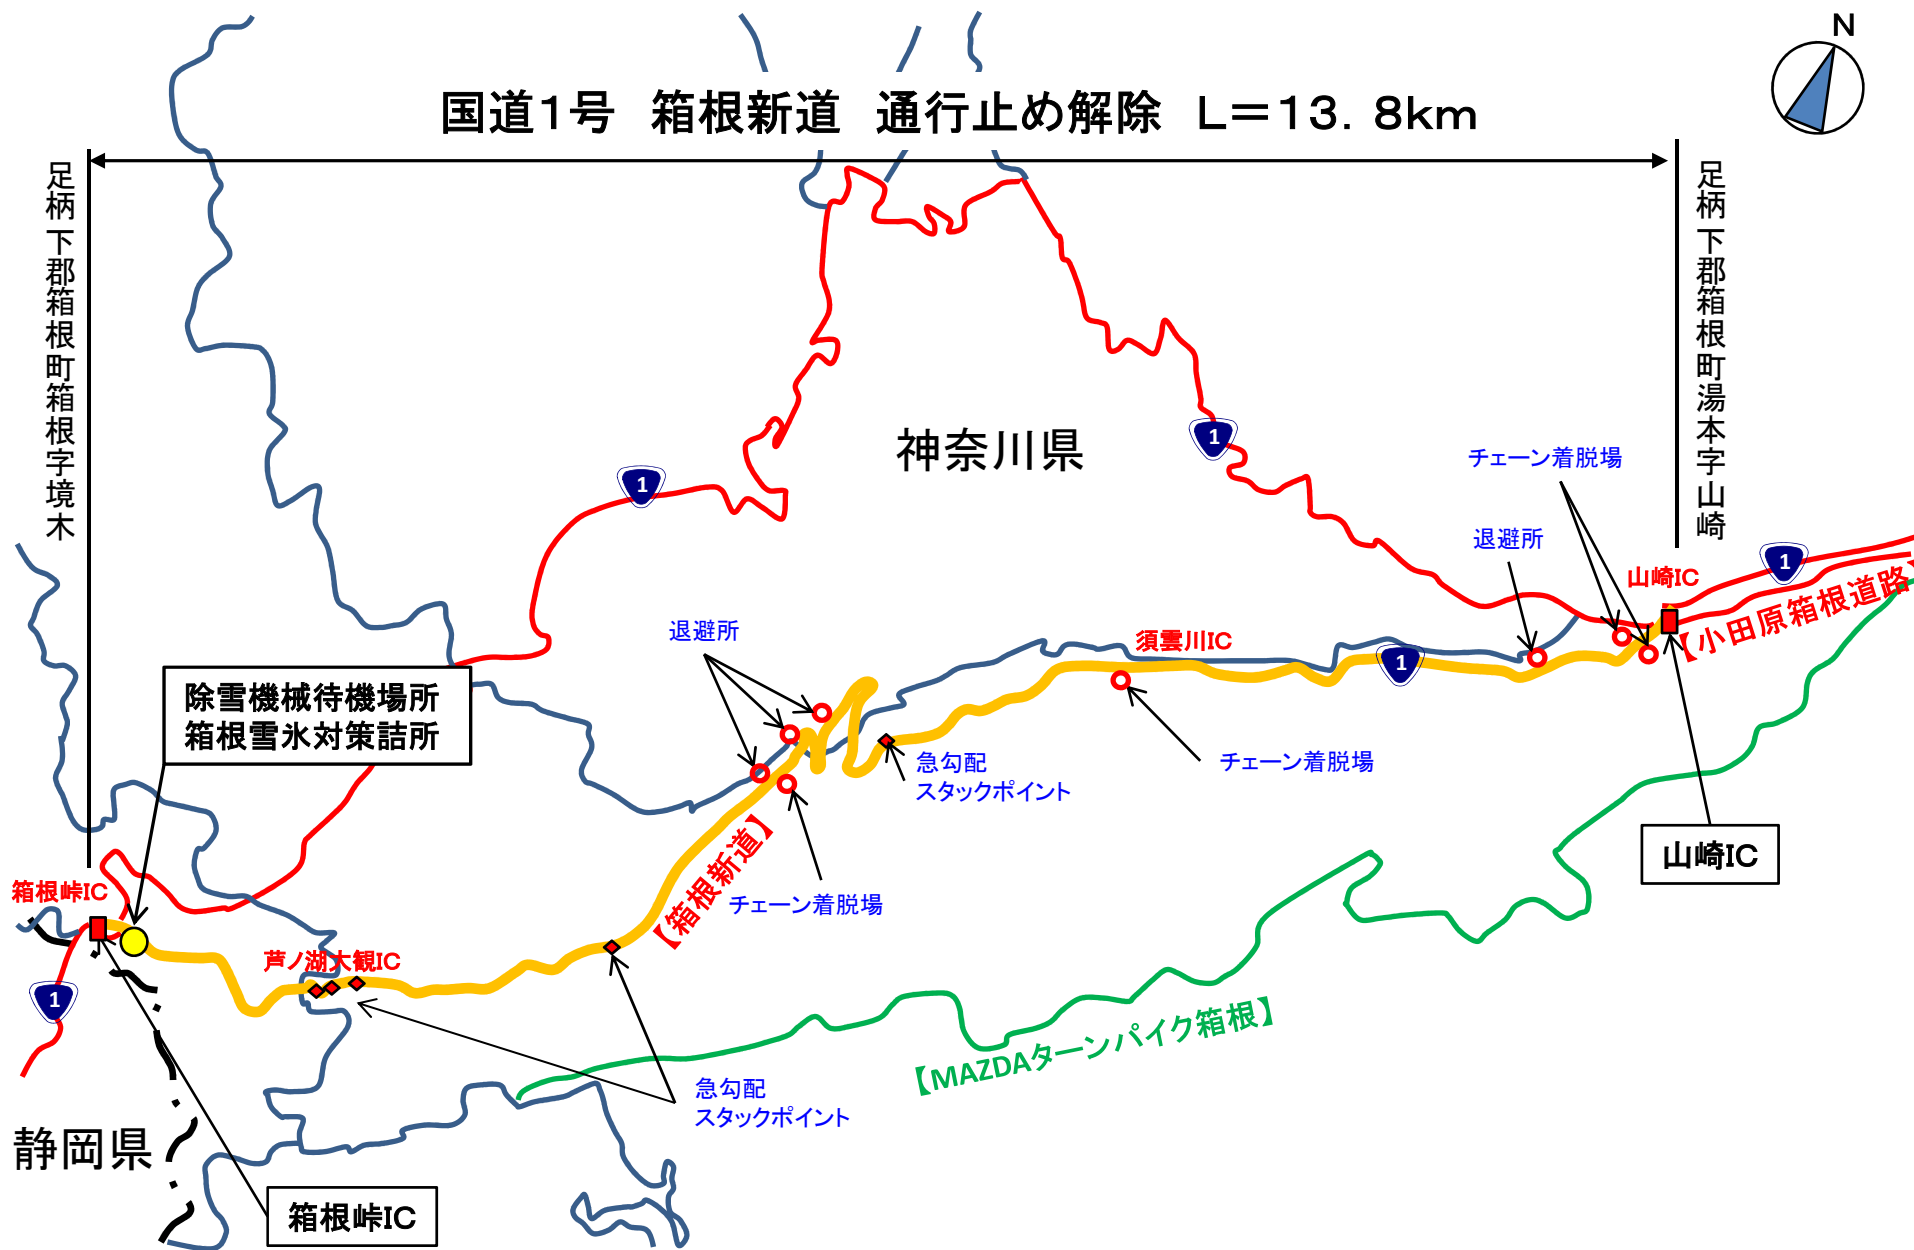 N
国道1号　箱根新道　通行止め解除　L＝13．8km
足柄下郡箱根町箱根字境木
足柄下郡箱根町湯本字山崎
神奈川県
1
1
チェーン着脱場
退避所
山崎IC
1
【小田原箱根道路】
退避所
須雲川IC
1
除雪機械待機場所
箱根雪氷対策詰所
急勾配
スタックポイント
チェーン着脱場
山崎IC
【箱根新道】
チェーン着脱場
箱根峠IC
芦ノ湖大観IC
1
【MAZDAターンパイク箱根】
急勾配
スタックポイント
静岡県
箱根峠IC